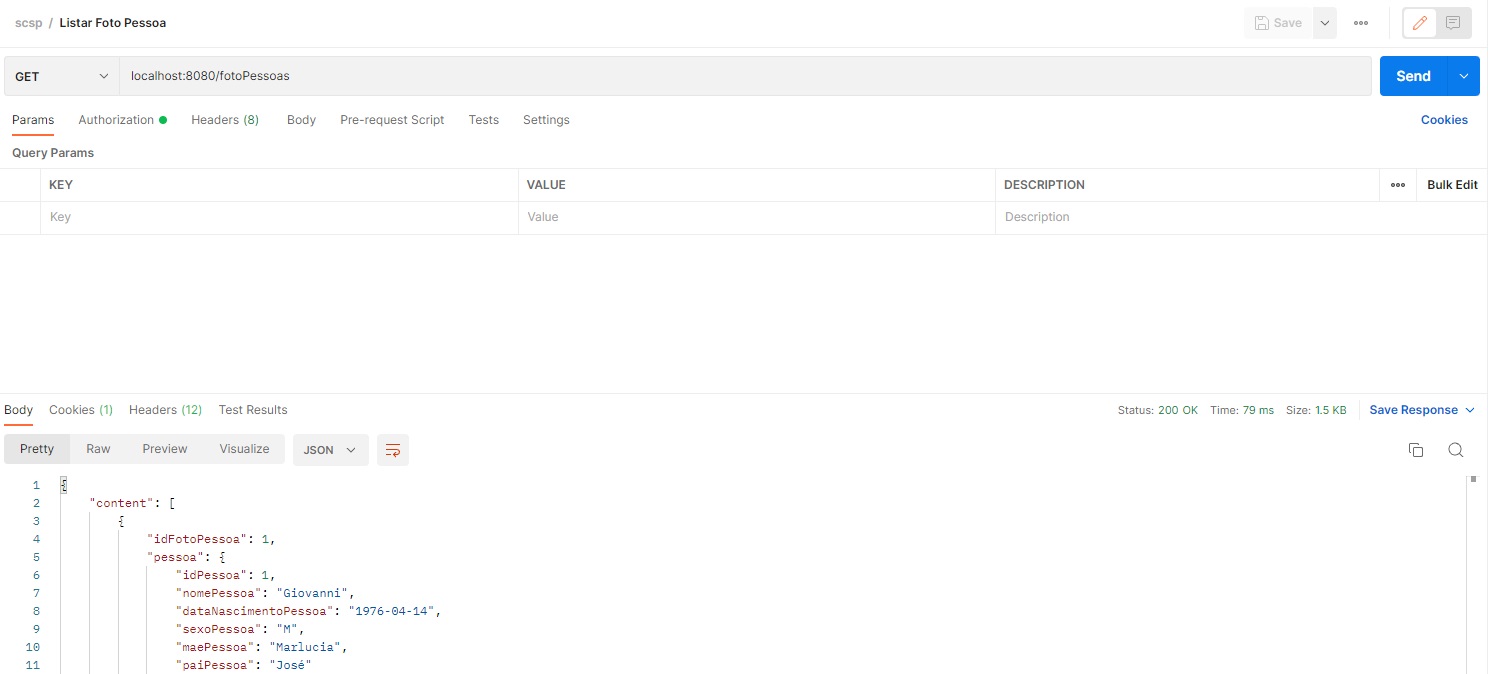 scsp / Listar Foto Pessoa Save
GET localhost:8080/fotoPessoas Send
Params Authorization Headers (8) Body Pre-request Script Tests Settings Cookies
Query Params
KEY VALUE DESCRIPTION Bulk Edit
Key Value Description
Body Cookies (1) Headers (12) Test Results Status: 200 OK Time: 79 ms Size: 1.5 KB Save Response
Pretty Raw Preview Visualize JSON
1 {
2 "content": [
3 {
4 "idFotoPessoa": 1,
5 "pessoa": {
6 "idPessoa": 1,
7 "nomePessoa": "Giovanni",
8 "dataNascimentoPessoa": "1976-04-14",
9 "sexoPessoa": "M",
10 "maePessoa": "Marlucia",
11 "paiPessoa": "José"